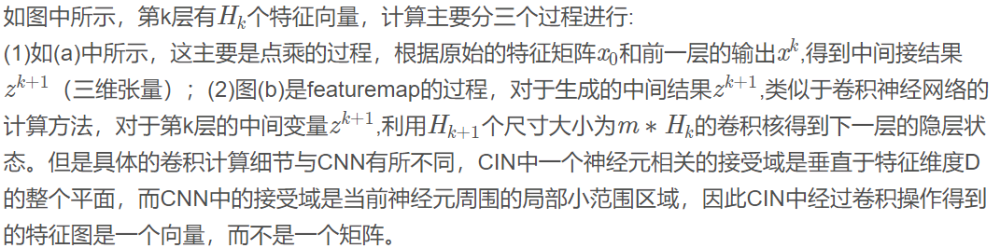 如图中所示，第k层有$H_k$个特征向量，计算主要分三个过程进行:
(1)如(a)中所示，这主要是点乘的过程，根据原始的特征矩阵$x_0$和前一层的输出$x^k$,得到中间接结果
$z^{k+1}$（三维张量）；(2)图(b)是featuremap的过程，对于生成的中间结果$z^{k+1}$,类似于卷积神经网络的
计算方法，对于第k层的中间变量$z^{k+1}$,利用$H_{k+1}$个尺寸大小为$m*H_k$的卷积核得到下一层的隐层状
态。但是具体的卷积计算细节与CNN有所不同，CIN中一个神经元相关的接受域是垂直于特征维度D
的整个平面，而CNN中的接受域是当前神经元周围的局部小范围区域，因此CIN中经过卷积操作得到
的特征图是一个向量，而不是一个矩阵。